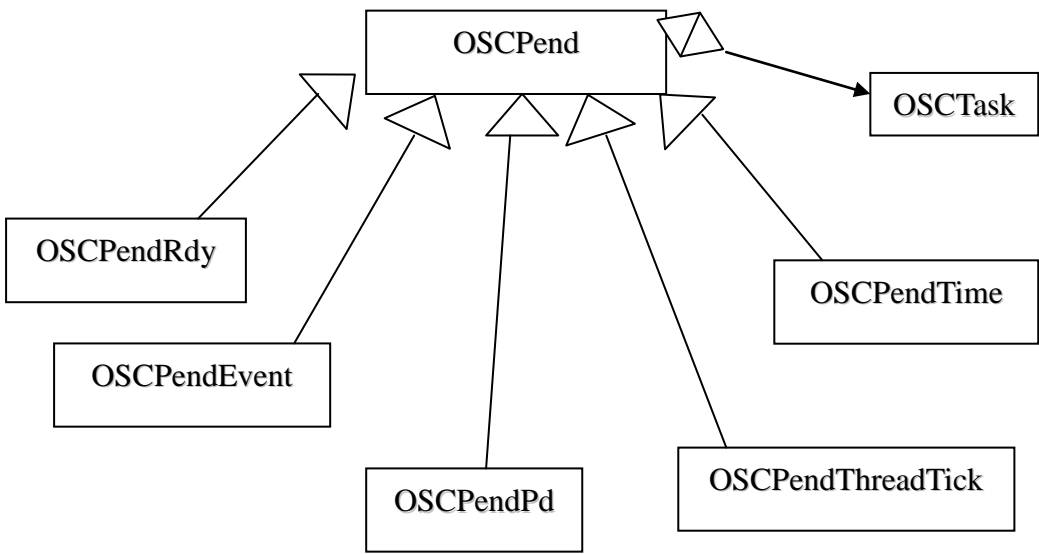 OSCPend
OSCTask
OSCPendRdy
OSCPendTime
OSCPendEvent
OSCPendThreadTick
OSCPendPd